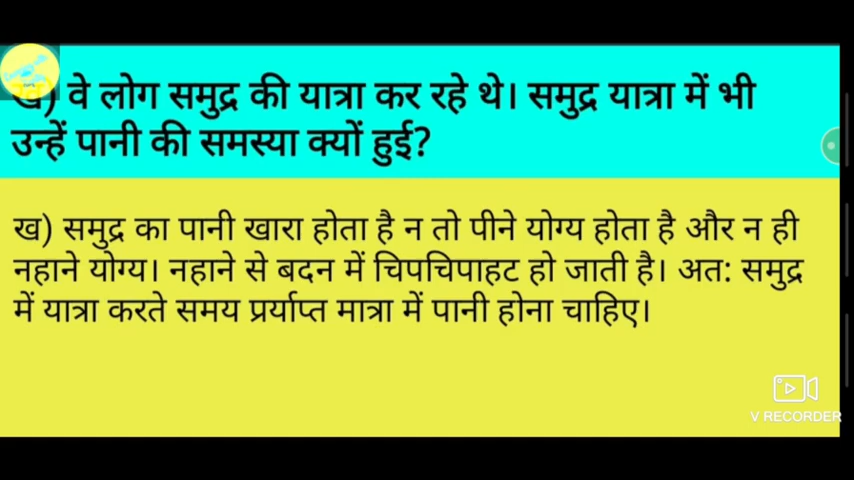 ख) वे लोग समुद्र की यात्रा कर रहे थे। समुद्र यात्रा में भी
उन्हें पानी की समस्या क्यों हुई?
ख) समुद्र का पानी खारा होता है न तो पीने योग्य होता है और न ही
नहाने योग्य। नहाने से बदन में चिपचिपाहट हो जाती है। अत: समुद्र
में यात्रा करते समय प्रर्याप्त मात्रा में पानी होना चाहिए।
V RECORDER